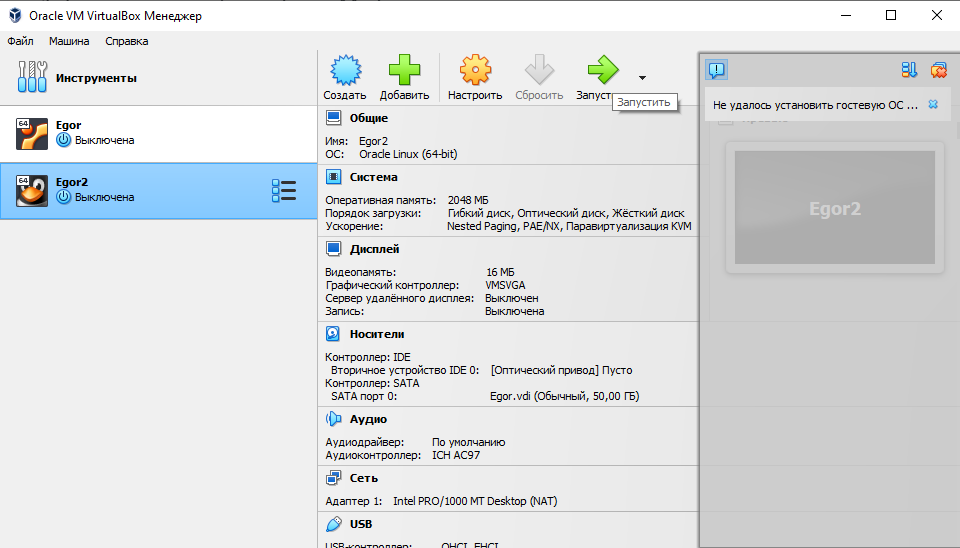 Oracle VM VirtualBox Менеджер
Файл Машина Справка
Инструменты
Создать Добавить Настроить Сбросить Запуст
Запустить
Не удалось установить гостевую ОС ...
64
Egor
Выключена
64
Egor2
Выключена
Общие
Имя: Egor2
ОС: Oracle Linux (64-bit)
Система
Оперативная память: 2048 МБ
Порядок загрузки: Гибкий диск, Оптический диск, Жёсткий диск
Ускорение: Nested Paging, PAE/NX, Паравиртуализация KVM
Дисплей
Видеопамять: 16 МБ
Графический контроллер: VMSVGA
Сервер удалённого дисплея: Выключен
Запись: Выключена
Носители
Контроллер: IDE
Вторичное устройство IDE 0: [Оптический привод] Пусто
Контроллер: SATA
SATA порт 0: Egor.vdi (Обычный, 50,00 ГБ)
Аудио
Аудиодрайвер: По умолчанию
Аудиоконтроллер: ICH AC97
Сеть
Адаптер 1: Intel PRO/1000 MT Desktop (NAT)
USB
USB-контроллер: OHCI, EHCI
Egor2